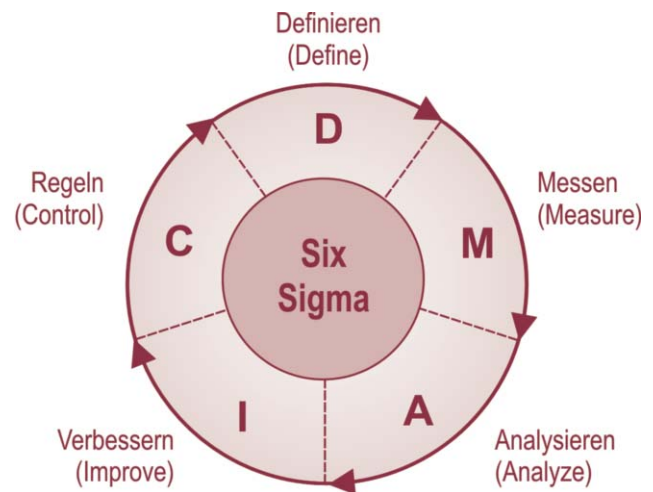 Definieren
(Define)
D
Messen
(Measure)
M
Analysieren
(Analyze)
A
Verbessern
(Improve)
I
Regeln
(Control)
C
Six
Sigma